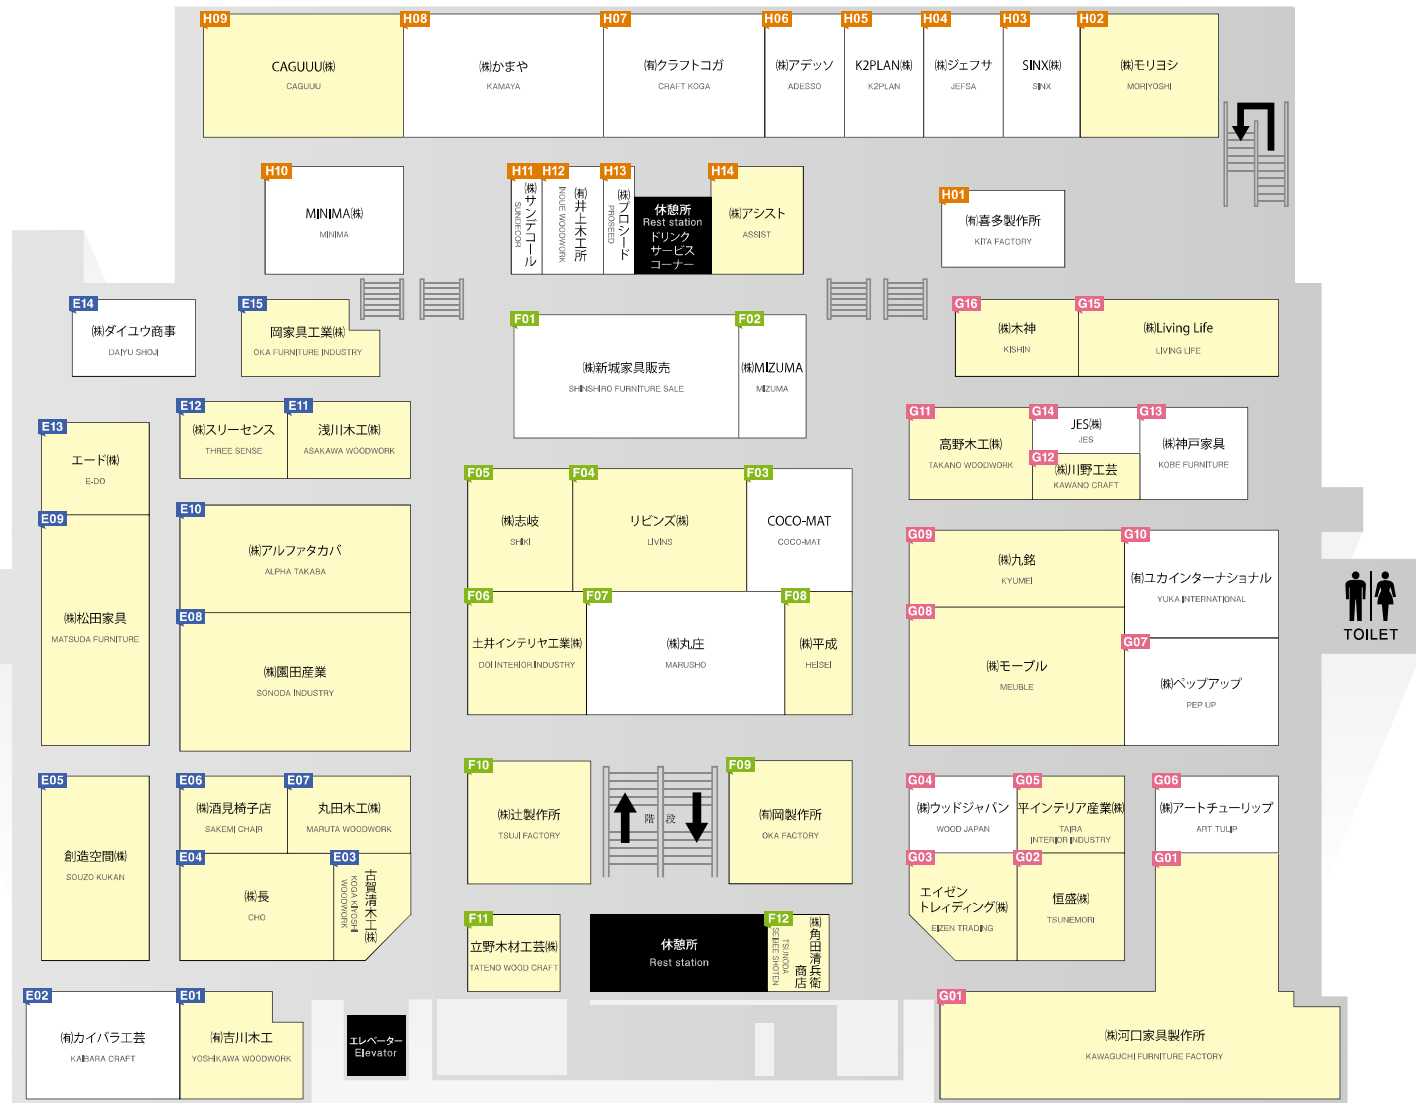 H09
CAGUUU㈱
CAGUUU
H08
㈱かまや
KAMAYA
H07
㈲クラフトコガ
CRAFT KOGA
H06
㈱アデッソ
ADESSO
H05
K2PLAN㈱
K2PLAN
H04
㈱ジェフサ
JEFSA
H03
SINX㈱
SINX
H02
㈱モリヨシ
MORIYOSHI
H10
MINIMA㈱
MINIMA
H11
㈱サンデコール
SUNDECOR
H12
㈲井上木工所
INOUE WOODWORK
H13
㈱プロシード
PROSEED
休憩所
Rest station
ドリンク
サービス
コーナー
H14
㈱アシスト
ASSIST
H01
㈲喜多製作所
KITA FACTORY
E14
㈱ダイユウ商事
DAIYU SHOJI
E15
岡家具工業㈱
OKA FURNITURE INDUSTRY
F01
㈱新城家具販売
SHINSHIRO FURNITURE SALE
F02
㈱MIZUMA
MIZUMA
G16
㈱木神
KISHIN
G15
㈱Living Life
LIVING LIFE
E13
エード㈱
E-DO
E12
㈱スリーセンス
THREE SENSE
E11
浅川木工㈱
ASAKAWA WOODWORK
G11
高野木工㈱
TAKANO WOODWORK
G14
JES㈱
JES
G12
㈱川野工芸
KAWANO CRAFT
G13
㈱神戸家具
KOBE FURNITURE
E09
㈱松田家具
MATSUDA FURNITURE
E10
㈱アルファタカバ
ALPHA TAKABA
E08
㈱園田産業
SONODA INDUSTRY
F05
㈱志岐
SHIKI
F04
リビンズ㈱
LIVINS
F03
COCO-MAT
COCO-MAT
F06
土井インテリヤ工業㈱
DOI INTERIOR INDUSTRY
F07
㈱丸庄
MARUSHO
F08
㈱平成
HEISEI
G09
㈱九銘
KYUMEI
G10
㈲ユカインターナショナル
YUKA INTERNATIONAL
G08
㈱モーブル
MEUBLE
G07
㈱ペップアップ
PEP UP
TOILET
E05
創造空間㈱
SOUZO KUKAN
E06
㈱酒見椅子店
SAKEMI CHAIR
E07
丸田木工㈱
MARUTA WOODWORK
E04
㈱長
CHO
E03
古賀清木工㈱
KOGA KIYOSHI
WOODWORK
F10
㈱辻製作所
TSUJI FACTORY
階段
F09
㈲岡製作所
OKA FACTORY
G04
㈱ウッドジャパン
WOOD JAPAN
G05
平インテリア産業㈱
TAIRA
INTERIOR INDUSTRY
G06
㈱アートチューリップ
ART TULIP
G03
エイゼン
トレィディング㈱
EIZEN TRADING
G02
恒盛㈱
TSUNEMORI
G01
F11
立野木材工芸㈱
TATENO WOOD CRAFT
休憩所
Rest station
F12
㈱角田清兵衛
商店
TSUNODA
SEIBEE SHOTEN
E02
㈲カイバラ工芸
KAIBARA CRAFT
E01
㈲吉川木工
YOSHIKAWA WOODWORK
エレベーター
Elevator
G01
㈱河口家具製作所
KAWAGUCHI FURNITURE FACTORY